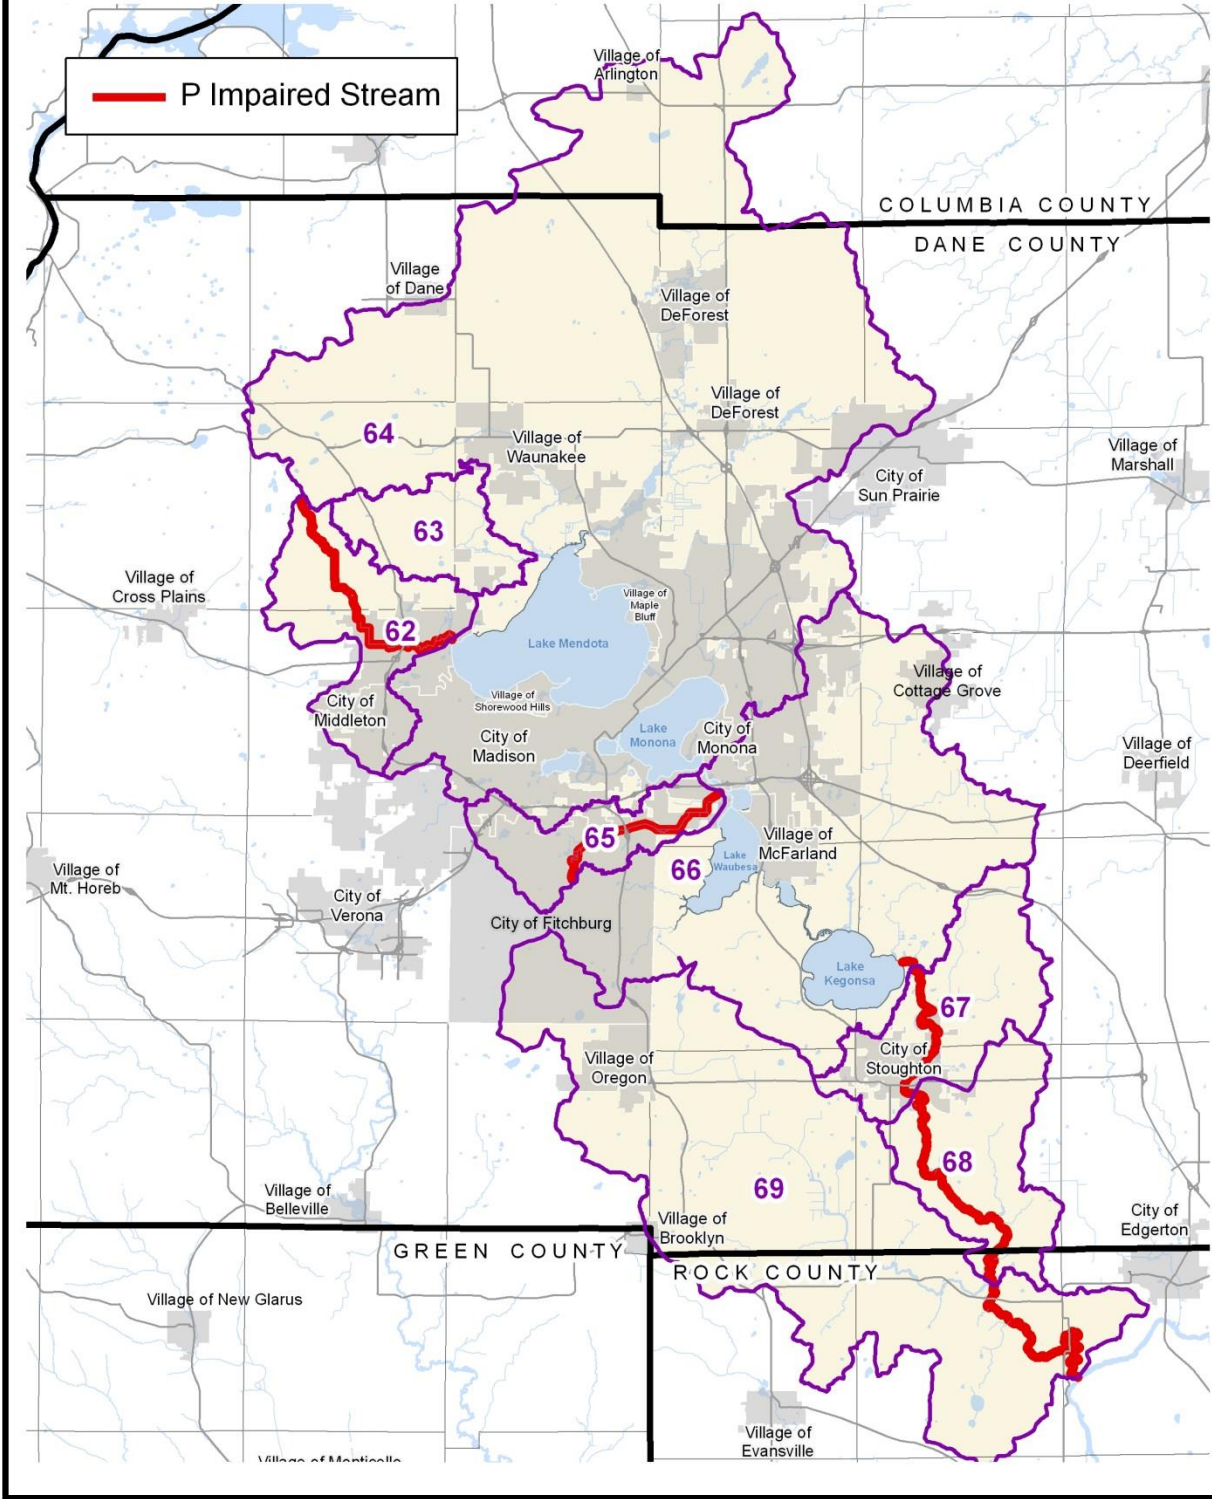 Village of
Arlington
P Impaired Stream
COLUMBIA COUNTY
DANE COUNTY
Village
of Dane
Village of
DeForest
Village of
DeForest
64
Village of
Waunakee
Village of
Marshall
City of
Sun Prairie
63
Village of
Cross Plains
Village of
Maple
Bluff
62
Lake Mendota
Village of
Cottage Grove
Village of
Shorewood Hills
City of
Middleton
City of
Madison
Lake
Monona
City of
Monona
Village of
Deerfield
65
Village of
McFarland
Lake
Waubesa
66
Village of
Mt. Horeb
City of
Verona
City of Fitchburg
Lake
Kegonsa
67
City of
Stoughton
Village of
Oregon
68
69
Village of
Belleville
Village of
Brooklyn
City of
Edgerton
GREEN COUNTY
ROCK COUNTY
Village of New Glarus
Village of
Evansville
Village of Monticello